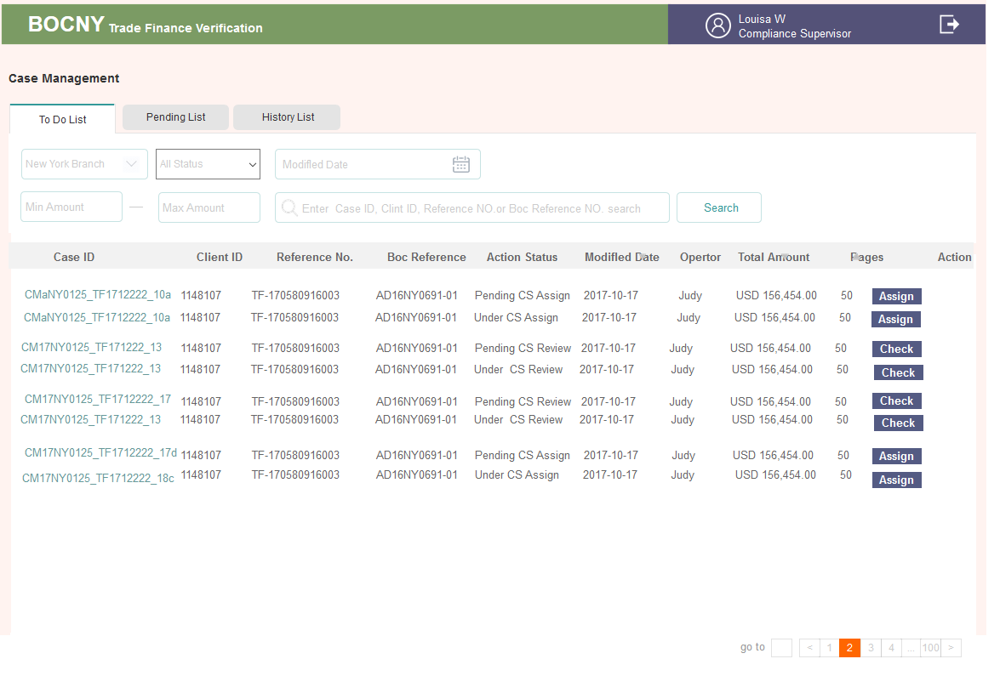 BOCNY Trade Finance Verification
Louisa W
Compliance Supervisor
Case Management
To Do List Pending List History List
New York Branch All Status Modifiled Date
Min Amount — Max Amount Enter Case ID, Clint ID, Reference NO.or Boc Reference NO. search Search
Case ID Client ID Reference No. Boc Reference Action Status Modifled Date Opertor Total Amount Pages Action
CMaNY0125_TF1712222_10a 1148107 TF-170580916003 AD16NY0691-01 Pending CS Assign 2017-10-17 Judy USD 156,454.00 50 Assign
CMaNY0125_TF1712222_10a 1148107 TF-170580916003 AD16NY0691-01 Under CS Assign 2017-10-17 Judy USD 156,454.00 50 Assign
CM17NY0125_TF171222_13 1148107 TF-170580916003 AD16NY0691-01 Pending CS Review 2017-10-17 Judy USD 156,454.00 50 Check
CM17NY0125_TF171222_13 1148107 TF-170580916003 AD16NY0691-01 Under CS Review 2017-10-17 Judy USD 156,454.00 50 Check
CM17NY0125_TF171222_17 1148107 TF-170580916003 AD16NY0691-01 Pending CS Review 2017-10-17 Judy USD 156,454.00 50 Check
CM17NY0125_TF171222_13 1148107 TF-170580916003 AD16NY0691-01 Under CS Review 2017-10-17 Judy USD 156,454.00 50 Check
CM17NY0125_TF1712222_17d 1148107 TF-170580916003 AD16NY0691-01 Pending CS Assign 2017-10-17 Judy USD 156,454.00 50 Assign
CM17NY0125_TF1712222_18c 1148107 TF-170580916003 AD16NY0691-01 Under CS Assign 2017-10-17 Judy USD 156,454.00 50 Assign
go to < 1 2 3 4 ... 100 >